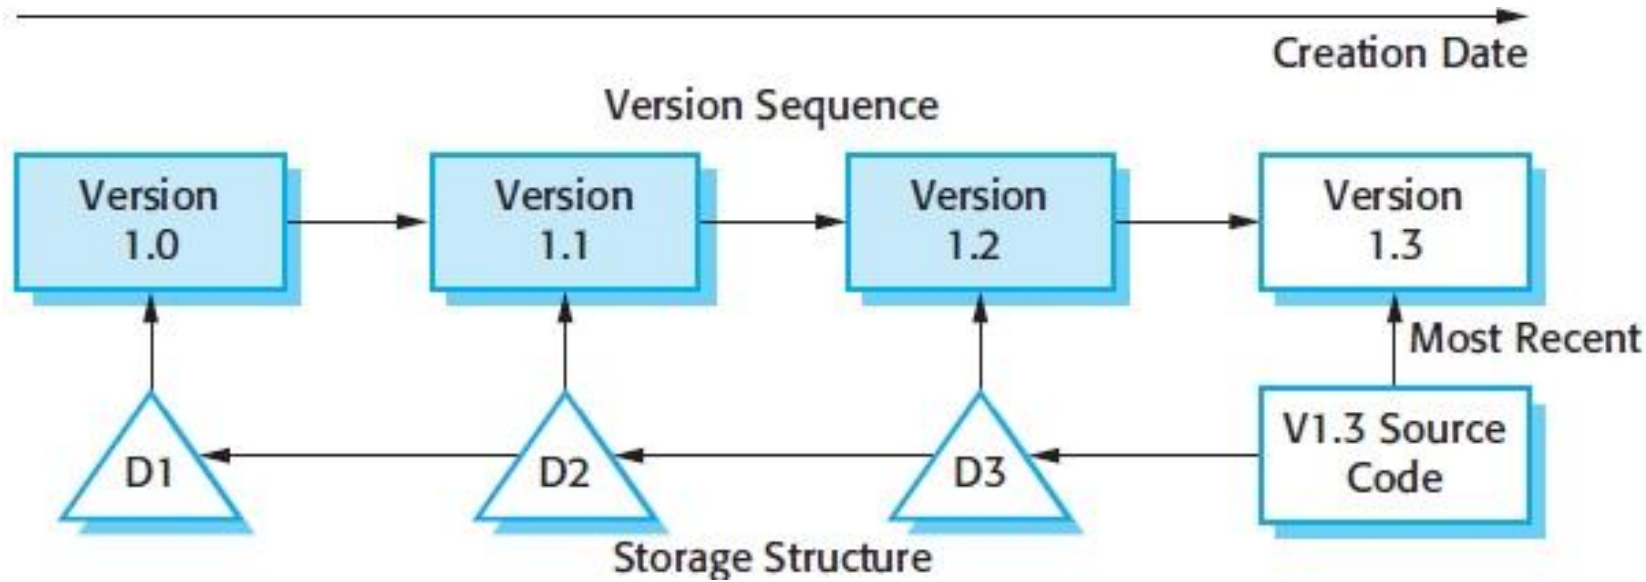 Creation Date
Version Sequence
Version
1.0
Version
1.1
Version
1.2
Version
1.3
Most Recent
D1
D2
D3
V1.3 Source
Code
Storage Structure